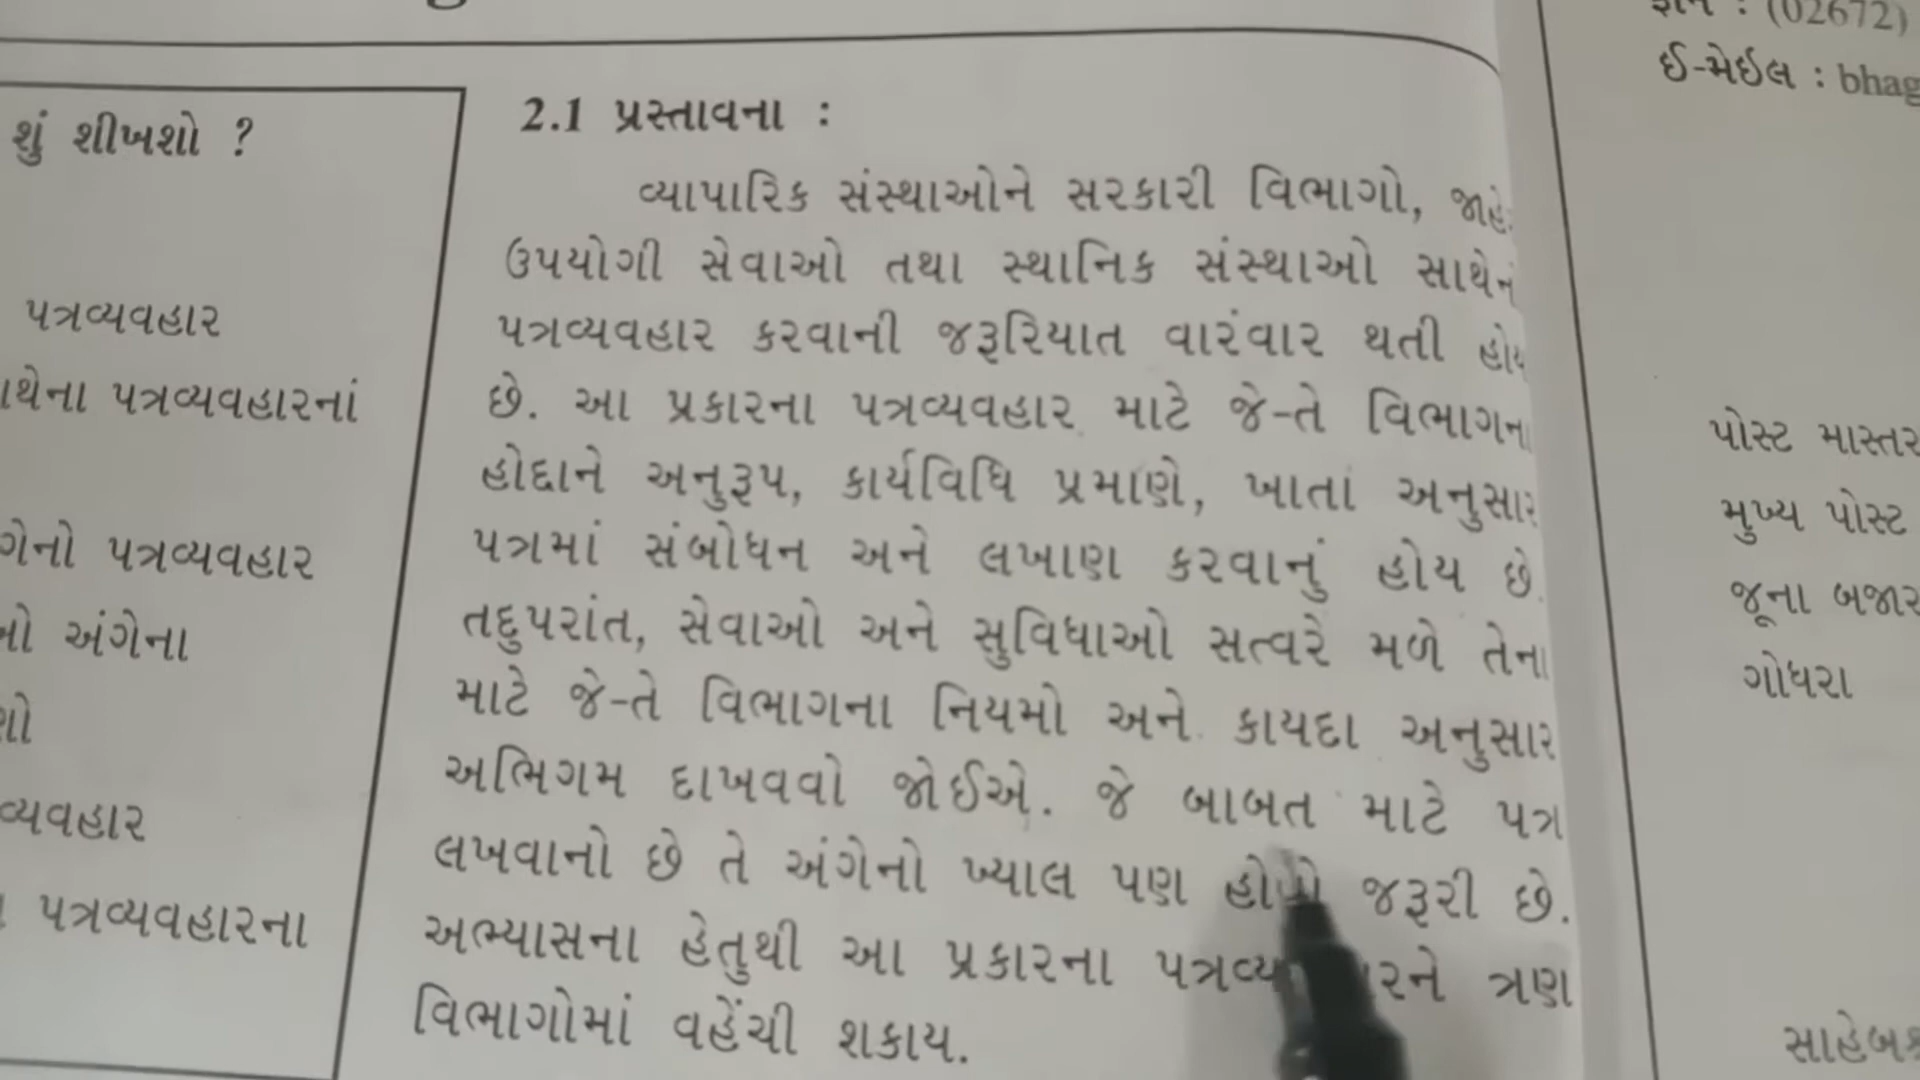 શું શીખશો ?
પત્રવ્યવહાર
પત્રવ્યવહારનાં
પત્રવ્યવહાર
અંગેના
પત્રવ્યવહારના
2.1 પ્રસ્તાવના :
વ્યાપારિક સંસ્થાઓને સરકારી વિભાગો,
ઉપયોગી સેવાઓ તથા સ્થાનિક સંસ્થાઓ
પત્રવ્યવહાર કરવાની જરૂરિયાત વારંવાર થતી હોય
છે. આ પ્રકારના પત્રવ્યવહાર માટે જે-તે વિભાગના
હોદ્દાને અનુરૂપ, કાર્યવિધિ પ્રમાણે, ખાતાં અનુસાર
પત્રમાં સંબોધન અને લખાણ કરવાનું હોય છે.
તદુપરાંત, સેવાઓ અને સુવિધાઓ સત્વરે મળે તેના
માટે જે-તે વિભાગના નિયમો અને કાયદા અનુસાર
અભિગમ દાખવવો જોઈએ. જે બાબત માટે પત્ર
લખવાનો છે તે અંગેનો ખ્યાલ પણ હોવો જરૂરી છે.
અભ્યાસના હેતુથી આ પ્રકારના ત્રણ
વિભાગોમાં વહેંચી શકાય.
ફોન : (02672)
ઈ-મેઈલ : bhag
પોસ્ટ માસ્તર
મુખ્ય પોસ્ટ
જૂના બજાર
ગોધરા